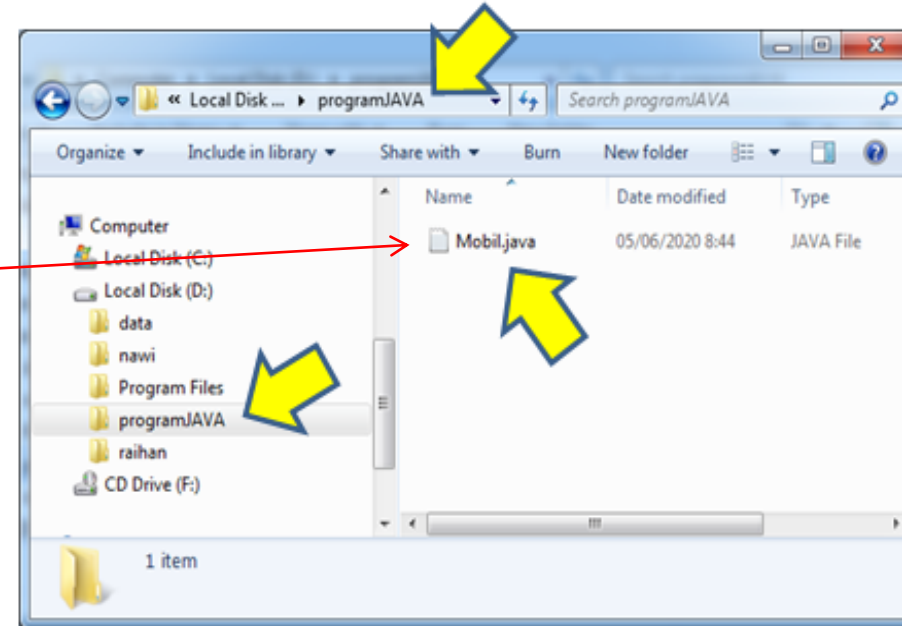 « Local Disk ... ▸ programJAVA
Search programJAVA
Organize Include in library Share with Burn New folder
Name Date modified Type
Computer
Local Disk (C:)
Local Disk (D:)
data
nawi
Program Files
programJAVA
raihan
CD Drive (F:)
Mobil.java 05/06/2020 8:44 JAVA File
1 item